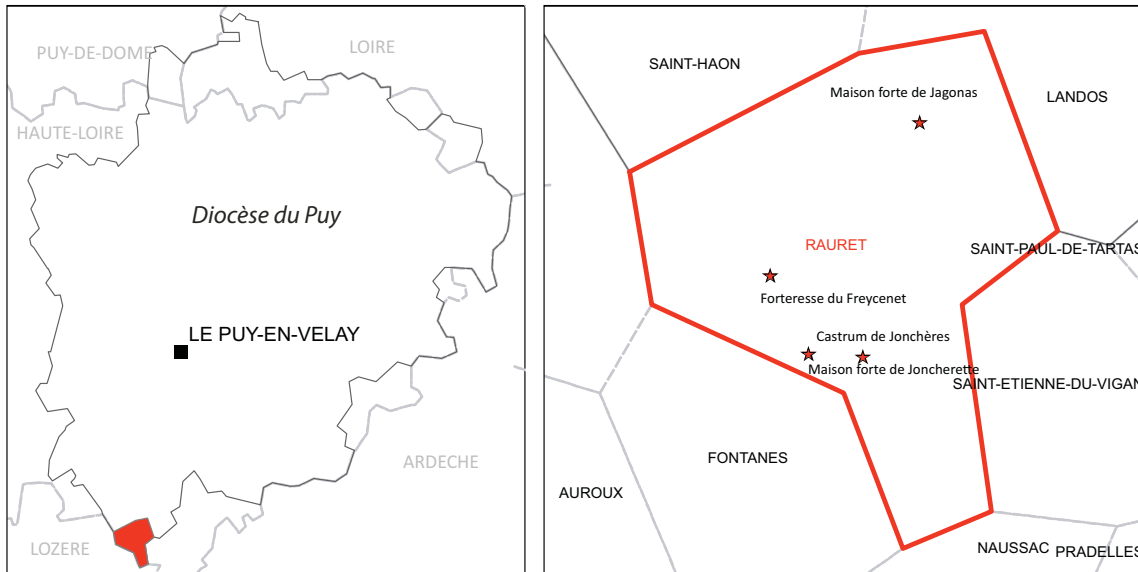 PUY-DE-DOME
LOIRE
HAUTE-LOIRE
Diocèse du Puy
LE PUY-EN-VELAY
ARDECHE
LOZERE
SAINT-HAON
Maison forte de Jagonas
LANDOS
RAURET
SAINT-PAUL-DE-TARTAS
Forteresse du Freycenet
Castrum de Jonchères
Maison forte de Joncherette
SAINT-ETIENNE-DU-VIGAN
FONTANES
AUROUX
NAUSSAC
PRADELLES